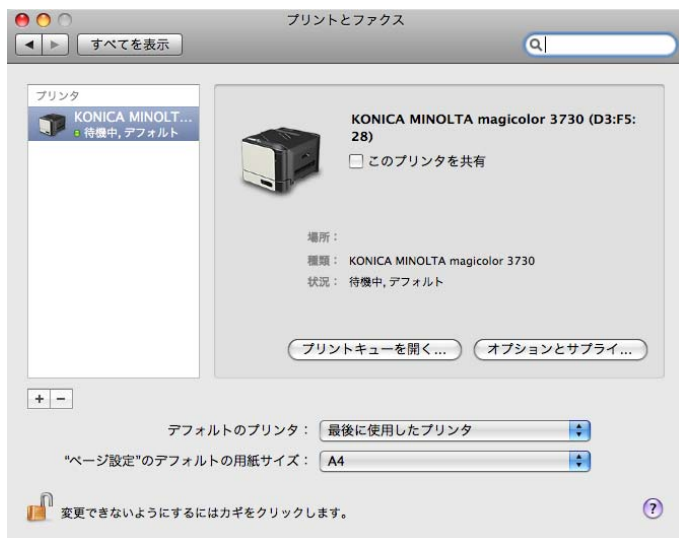 プリントとファクス
すべてを表示
プリンタ
KONICA MINOLT...
待機中, デフォルト
KONICA MINOLTA magicolor 3730 (D3:F5:
28)
このプリンタを共有
場所：
種類： KONICA MINOLTA magicolor 3730
状況： 待機中, デフォルト
プリントキューを開く... オプションとサプライ...
+ −
デフォルトのプリンタ： 最後に使用したプリンタ
“ページ設定”のデフォルトの用紙サイズ： A4
変更できないようにするにはカギをクリックします。
?